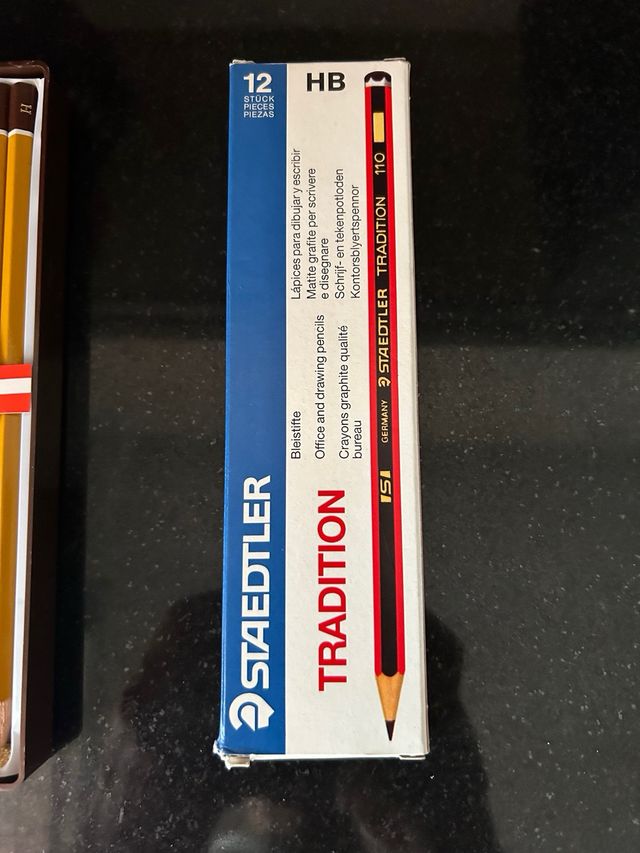 12
STÜCK
PIECES
PIEZAS
HB
STAEDTLER
TRADITION
Bleistifte
Office and drawing pencils
Crayons graphite qualité
bureau
Lápices para dibujar y escribir
Matite grafite per scrivere
e disegnare
Schrijf- en tekenpotloden
Kontorsblyertspennor
GERMANY STAEDTLER TRADITION 110
H